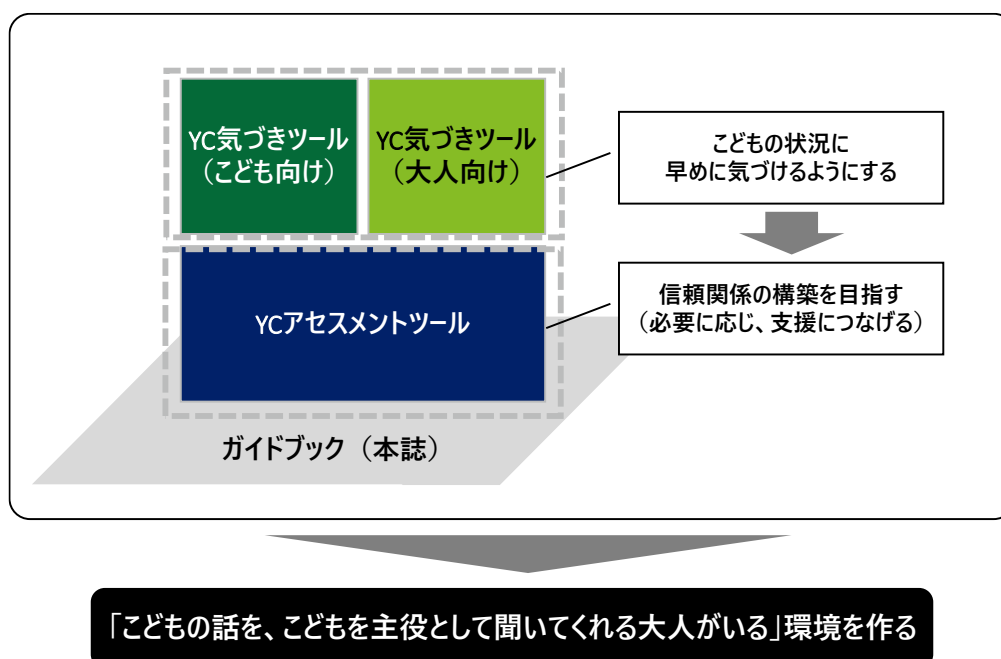 YC気づきツール
（こども向け）
YC気づきツール
（大人向け）
こどもの状況に
早めに気づけるようにする
YCアセスメントツール
信頼関係の構築を目指す
（必要に応じ、支援につなげる）
ガイドブック（本誌）
「こどもの話を、こどもを主役として聞いてくれる大人がいる」環境を作る